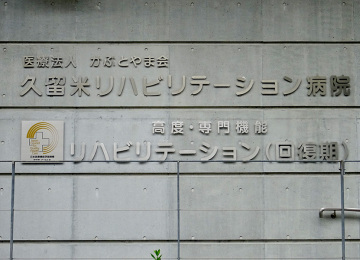 医療法人 かぶとやま会
久留米リハビリテーション病院
高度・専門機能
リハビリテーション(回復期)